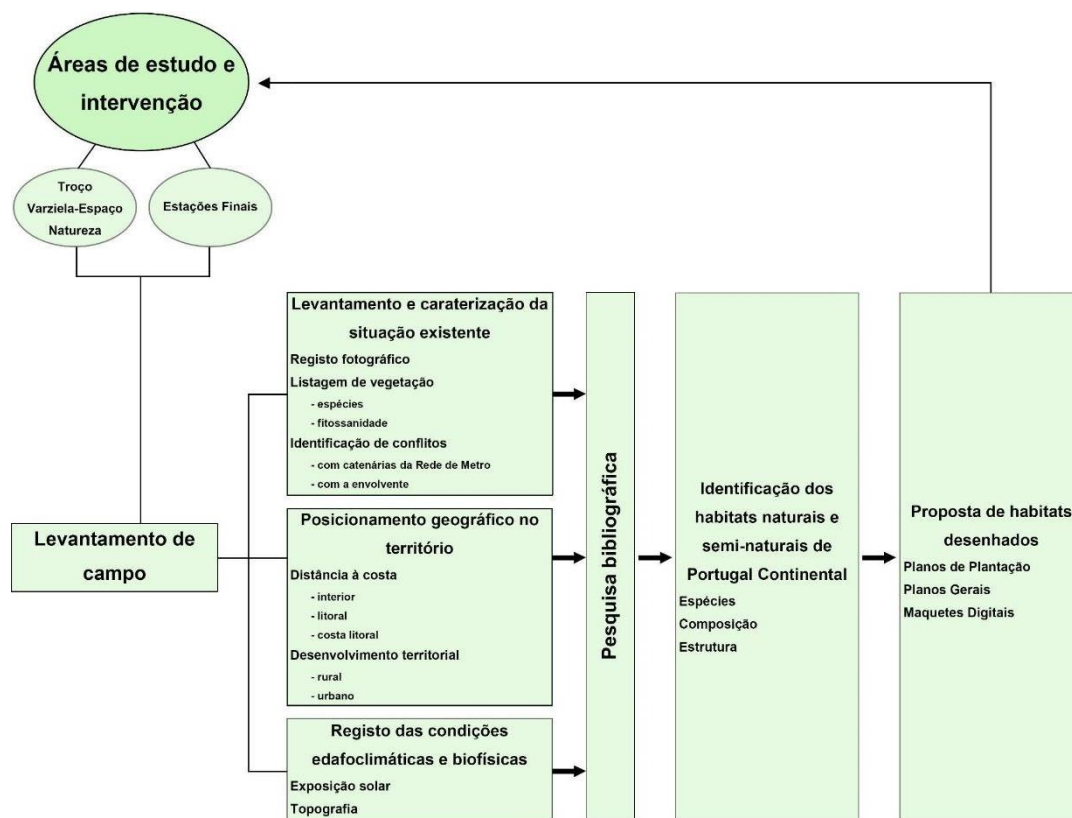 Áreas de estudo e
intervenção
Troço
Varziela-Espaço
Natureza
Estações Finais
Levantamento de
campo
Levantamento e caraterização da
situação existente
Registo fotográfico
Listagem de vegetação
- espécies
- fitossanidade
Identificação de conflitos
- com catenárias da Rede de Metro
- com a envolvente
Posicionamento geográfico no
território
Distância à costa
- interior
- litoral
- costa litoral
Desenvolvimento territorial
- rural
- urbano
Registo das condições
edafoclimáticas e biofísicas
Exposição solar
Topografia
Pesquisa bibliográfica
Identificação dos
habitats naturais e
semi-naturais de
Portugal Continental
Espécies
Composição
Estrutura
Proposta de habitats
desenhados
Planos de Plantação
Planos Gerais
Maquetes Digitais